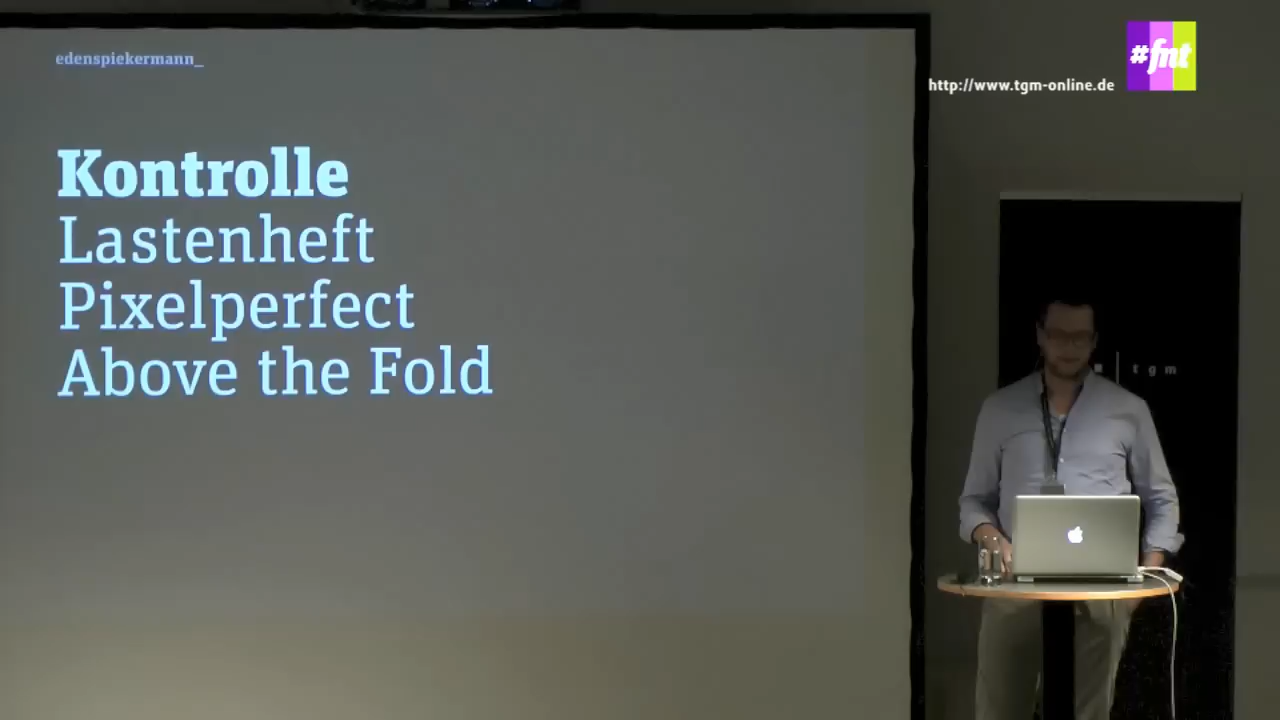 edenspiekermann_
Kontrolle
Lastenheft
Pixelperfect
Above the Fold
http://www.tgm-online.de
#fnt
tgm